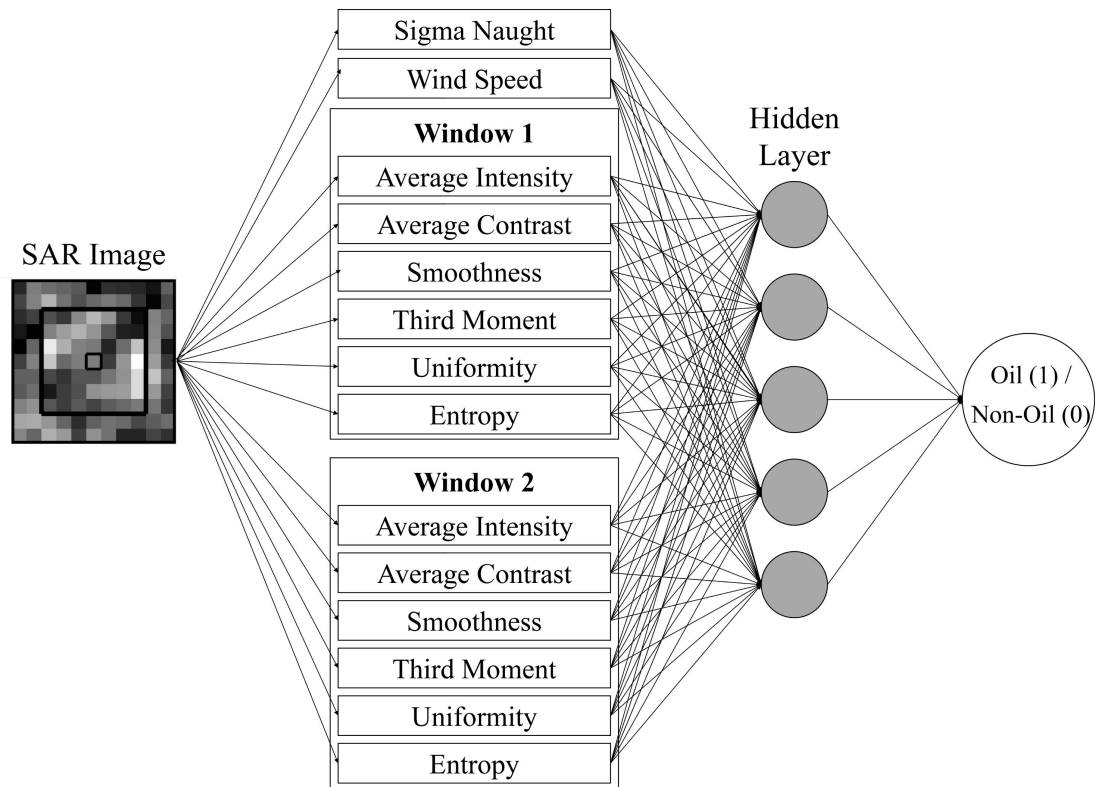 Sigma Naught
Wind Speed
Window 1
Average Intensity
Average Contrast
Smoothness
Third Moment
Uniformity
Entropy
Window 2
Average Intensity
Average Contrast
Smoothness
Third Moment
Uniformity
Entropy
SAR Image
Hidden
Layer
Oil (1) /
Non-Oil (0)